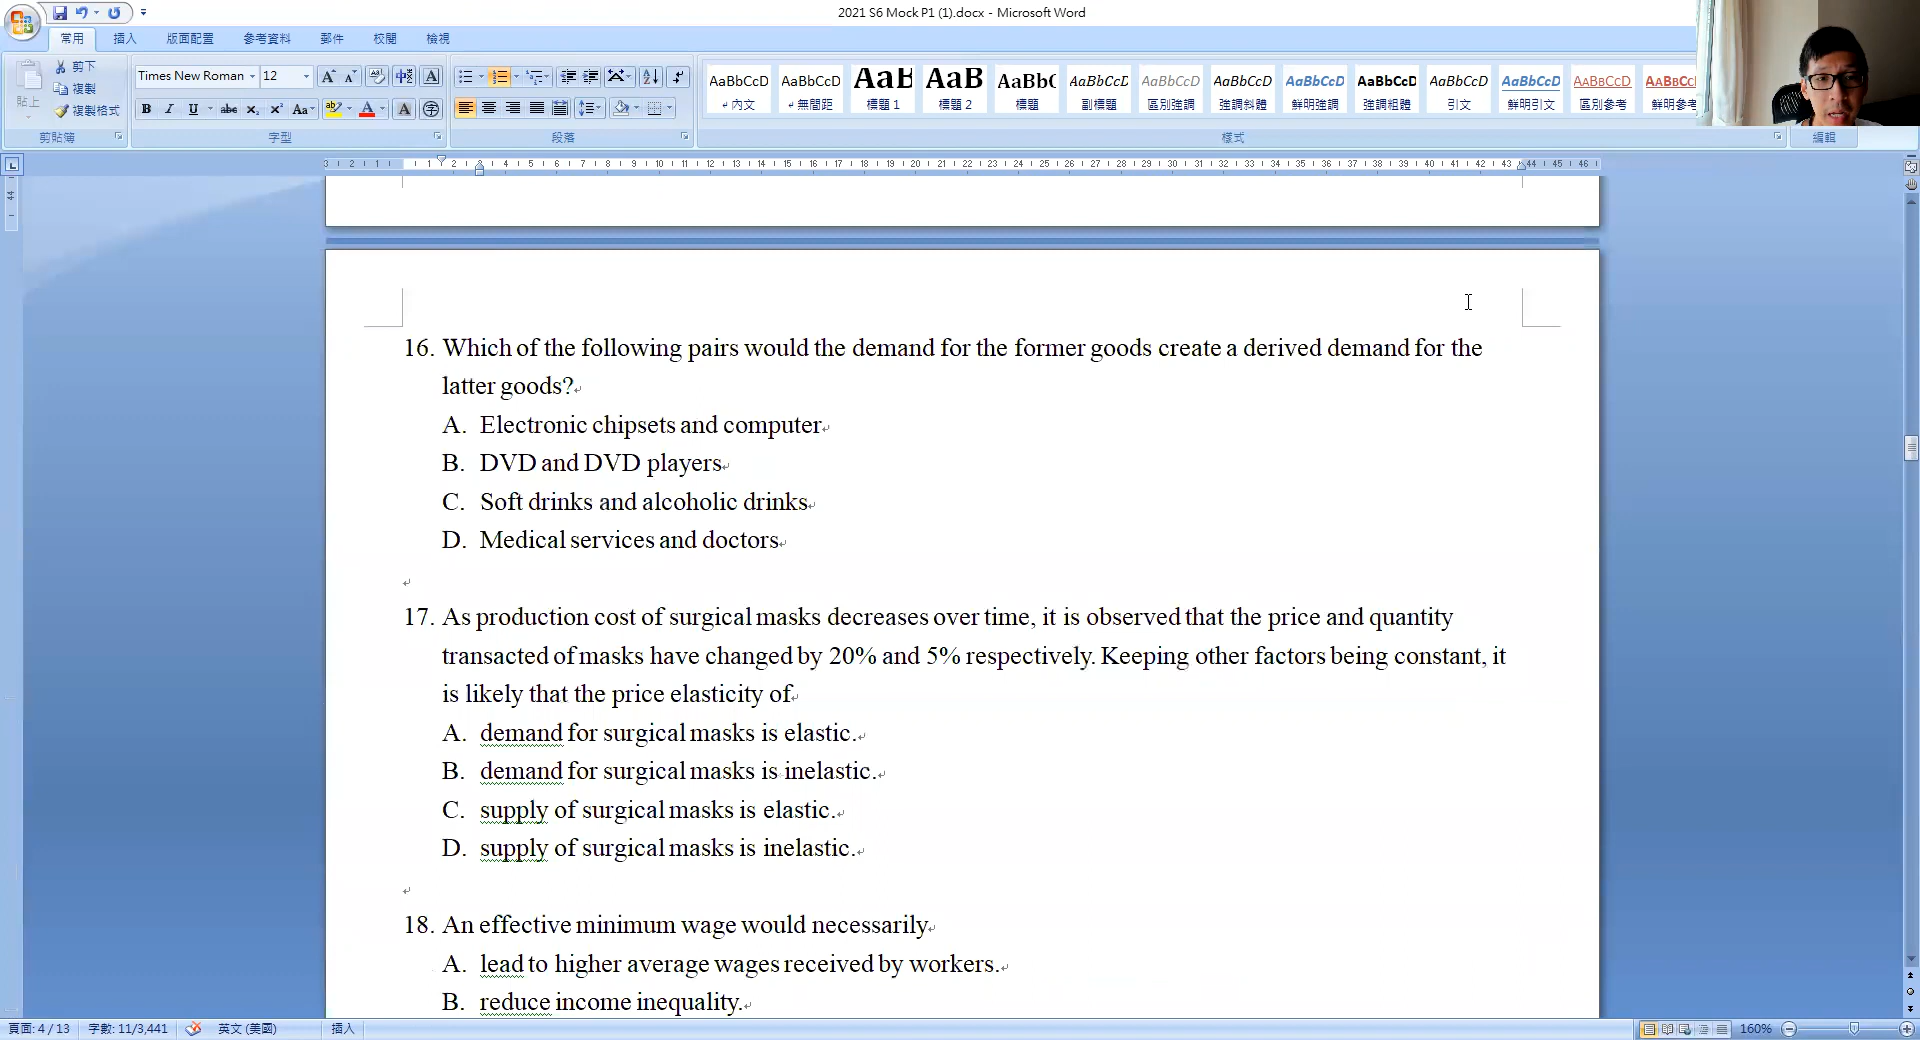 2021 S6 Mock P1 (1).docx - Microsoft Word
常用 插入 版面配置 參考資料 郵件 校閱 檢視
貼上 剪下 複製 複製格式
Times New Roman 12
AaBbCcD AaBbCcD AaB AaB AaBb( AaBbCcD AaBbCcD AaBbCcD AaBbCcD AaBbCcD AaBbCcD AaBbCcD AaBbCcD AaBbCc
內文 無間距 標題 1 標題 2 標題 副標題 區別強調 強調斜體 鮮明強調 強調粗體 引文 鮮明引文 區別參考 鮮明參考
剪貼簿 字型 段落 樣式 編輯
16. Which of the following pairs would the demand for the former goods create a derived demand for the
latter goods?
A. Electronic chipsets and computer
B. DVD and DVD players
C. Soft drinks and alcoholic drinks
D. Medical services and doctors
17. As production cost of surgical masks decreases over time, it is observed that the price and quantity
transacted of masks have changed by 20% and 5% respectively. Keeping other factors being constant, it
is likely that the price elasticity of
A. demand for surgical masks is elastic.
B. demand for surgical masks is inelastic.
C. supply of surgical masks is elastic.
D. supply of surgical masks is inelastic.
18. An effective minimum wage would necessarily
A. lead to higher average wages received by workers.
B. reduce income inequality.
頁面: 4 / 13 字數: 11/3,441 英文 (美國) 插入 160%